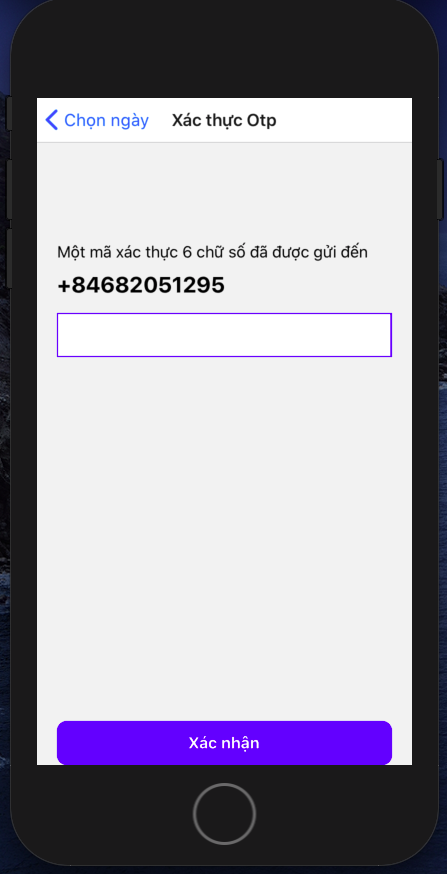 Chọn ngày
Xác thực Otp
Một mã xác thực 6 chữ số đã được gửi đến
+84682051295
Xác nhận